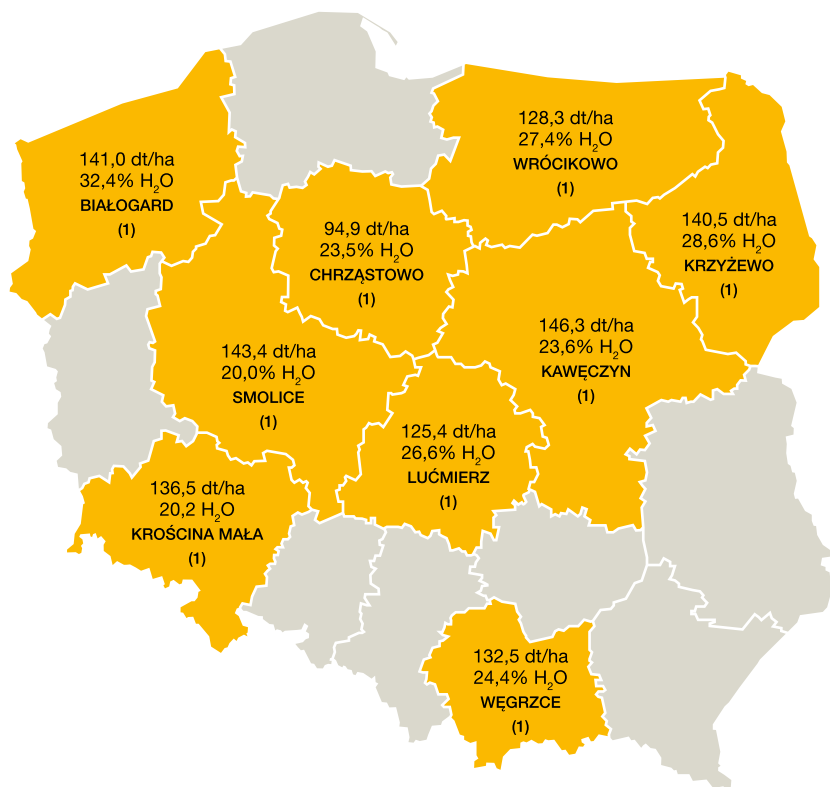 128,3 dt/ha
27,4% H₂O
WRÓCIKOWO
(1)
141,0 dt/ha
32,4% H₂O
BIAŁOGARD
(1)
94,9 dt/ha
23,5% H₂O
CHRZĄSTOWO
(1)
140,5 dt/ha
28,6% H₂O
KRZYŻEWO
(1)
143,4 dt/ha
20,0% H₂O
SMOLICE
(1)
146,3 dt/ha
23,6% H₂O
KAWĘCZYN
(1)
125,4 dt/ha
26,6% H₂O
LUĆMIERZ
(1)
136,5 dt/ha
20,2 H₂O
KROŚCINA MAŁA
(1)
132,5 dt/ha
24,4% H₂O
WĘGRZCE
(1)